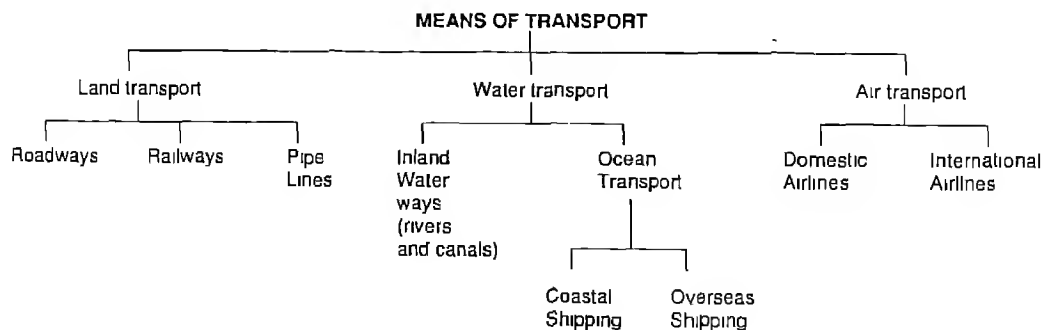 MEANS OF TRANSPORT
Land transport
Water transport
Air transport
Roadways
Railways
Pipe
Lines
Inland
Water
ways
(rivers
and canals)
Ocean
Transport
Domestic
Airlines
International
Airlines
Coastal
Shipping
Overseas
Shipping